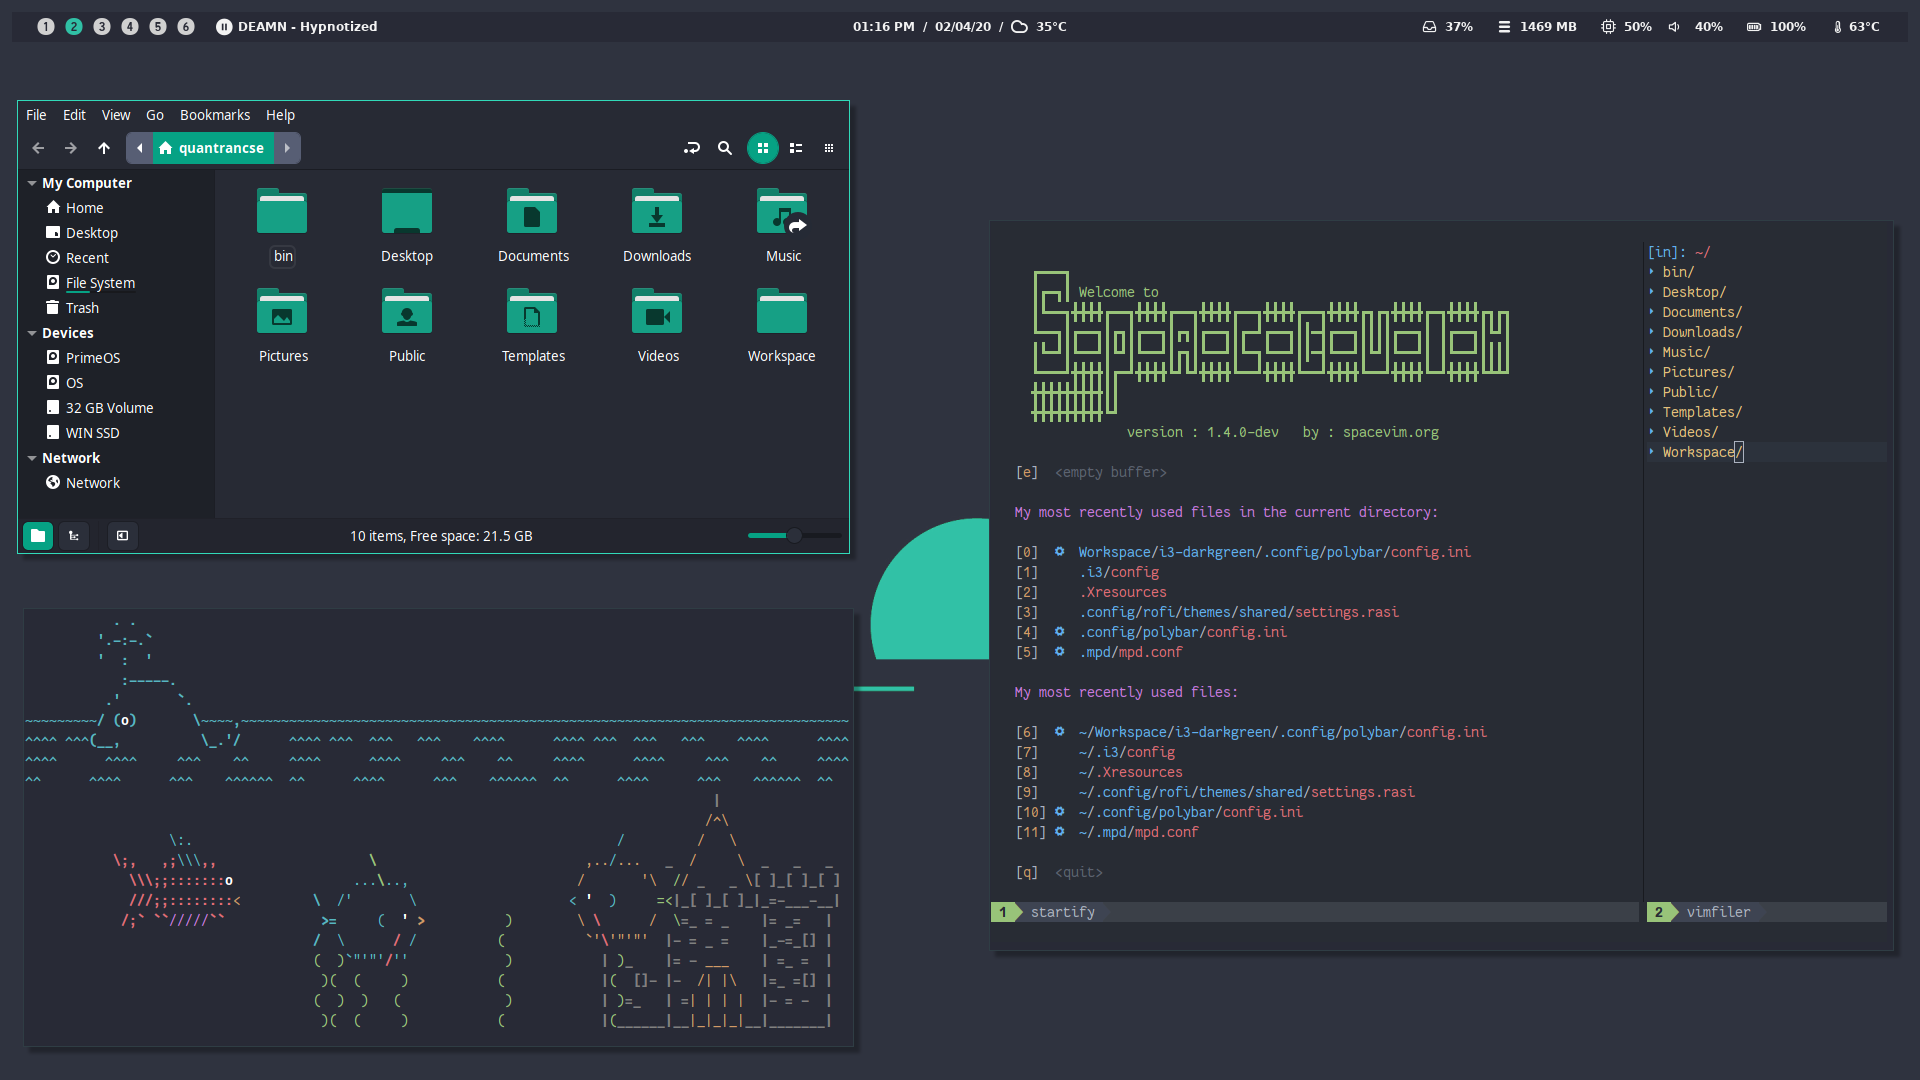 1 2 3 4 5 6 DEAMN - Hypnotized 01:16 PM / 02/04/20 / 35°C 37% 1469 MB 50% 40% 100% 63°C
File Edit View Go Bookmarks Help
quantrancse
My Computer
Home
Desktop
Recent
File System
Trash
Devices
PrimeOS
OS
32 GB Volume
WIN SSD
Network
Network
bin Desktop Documents Downloads Music
Pictures Public Templates Videos Workspace
10 items, Free space: 21.5 GB
Welcome to
SpaceVim
version : 1.4.0-dev by : spacevim.org
[e] <empty buffer>
My most recently used files in the current directory:
[0] Workspace/i3-darkgreen/.config/polybar/config.ini
[1] .i3/config
[2] .Xresources
[3] .config/rofi/themes/shared/settings.rasi
[4] .config/polybar/config.ini
[5] .mpd/mpd.conf
My most recently used files:
[6] ~/Workspace/i3-darkgreen/.config/polybar/config.ini
[7] ~/.i3/config
[8] ~/.Xresources
[9] ~/.config/rofi/themes/shared/settings.rasi
[10] ~/.config/polybar/config.ini
[11] ~/.mpd/mpd.conf
[q] <quit>
1 startify
[in]: ~/
bin/
Desktop/
Documents/
Downloads/
Music/
Pictures/
Public/
Templates/
Videos/
Workspace/
2 vimfiler